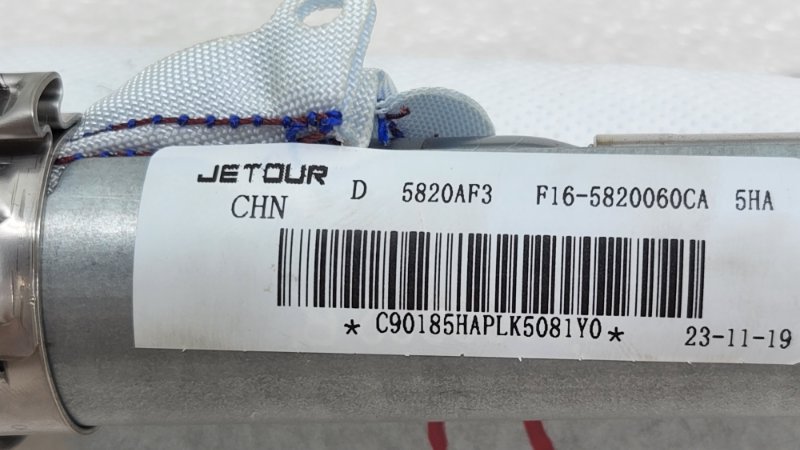 JETOUR D 5820AF3 F16-5820060CA 5HA
CHN
*C90185HAPLK5081Y0*
23-11-19